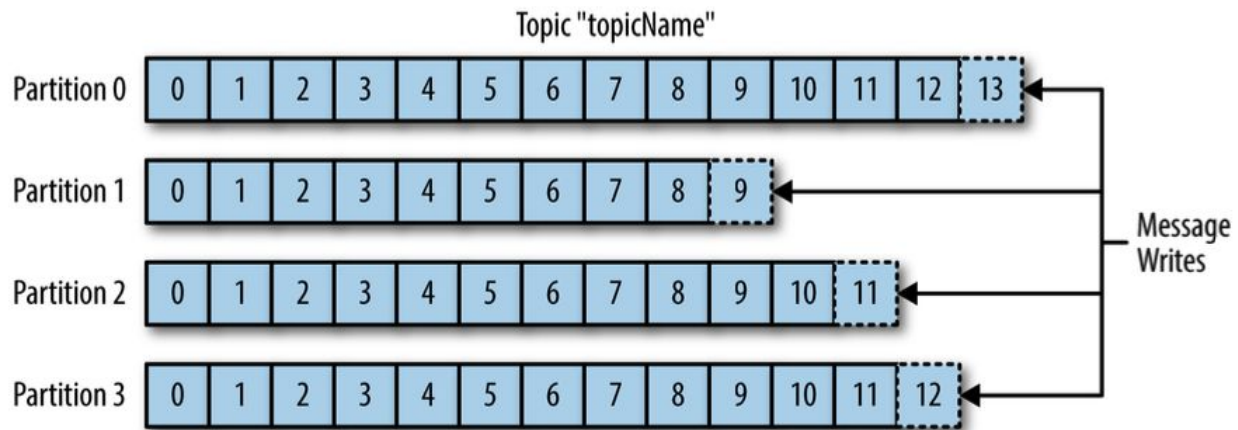 Topic "topicName"
Partition 0 0 1 2 3 4 5 6 7 8 9 10 11 12 13
Partition 1 0 1 2 3 4 5 6 7 8 9
Partition 2 0 1 2 3 4 5 6 7 8 9 10 11
Partition 3 0 1 2 3 4 5 6 7 8 9 10 11 12
Message
Writes